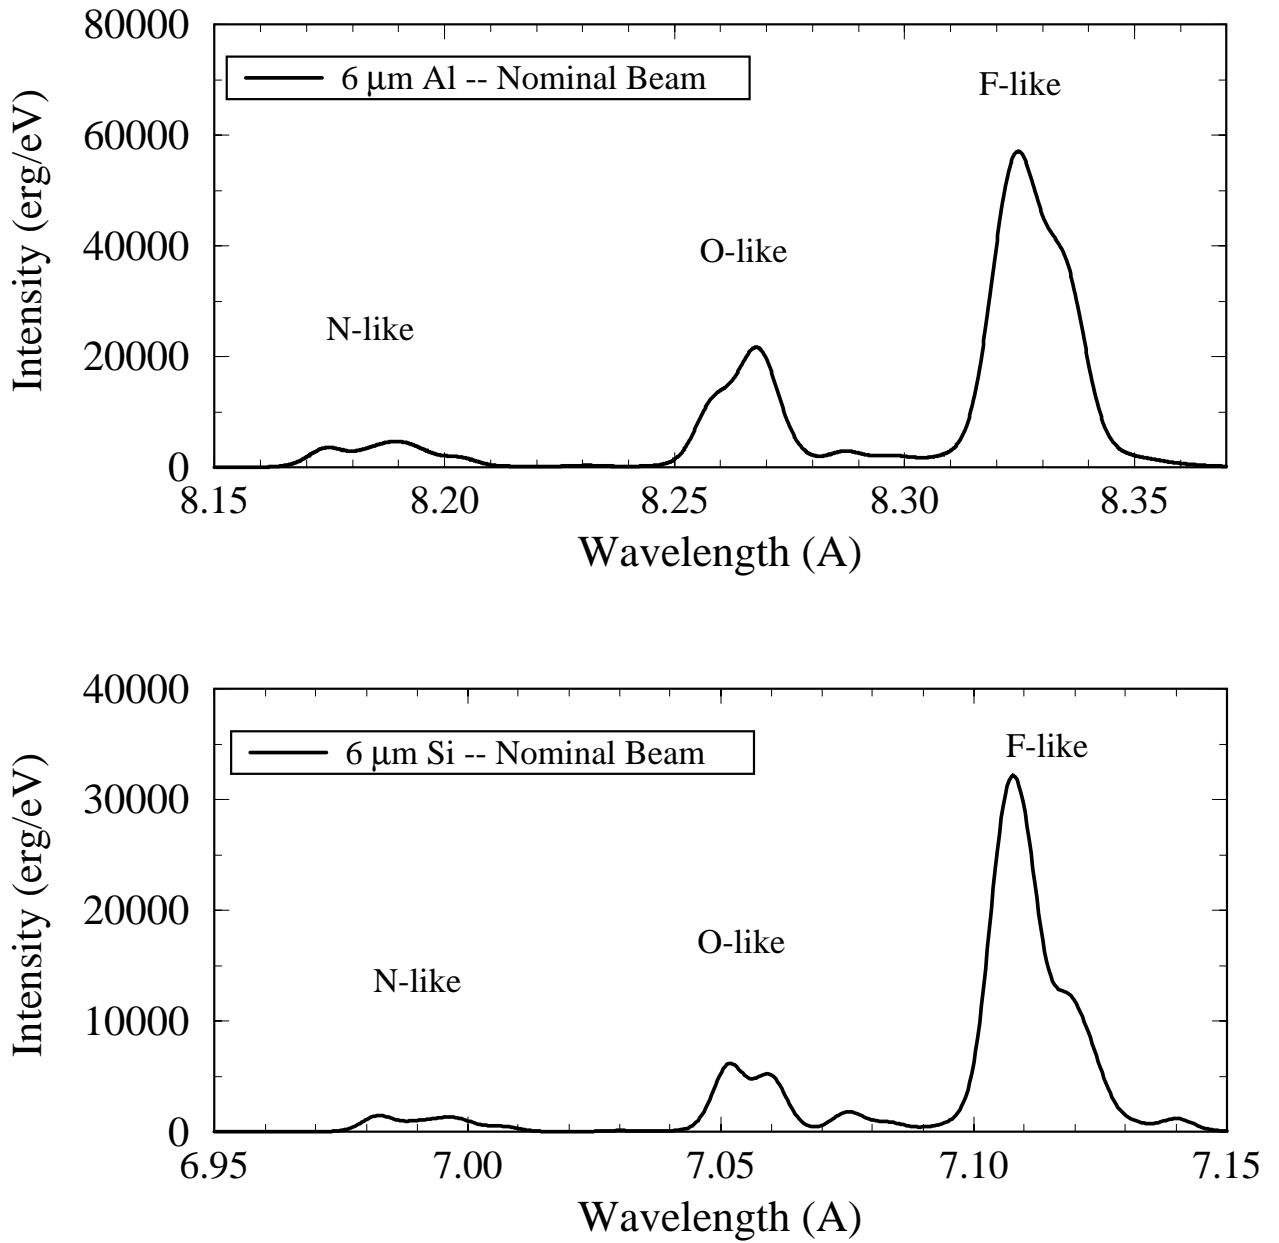 80000
6 μm Al -- Nominal Beam
F-like
60000
Intensity (erg/eV)
40000
O-like
N-like
20000
0
8.15 8.20 8.25 8.30 8.35
Wavelength (A)
40000
6 μm Si -- Nominal Beam
F-like
30000
Intensity (erg/eV)
20000
O-like
N-like
10000
0
6.95 7.00 7.05 7.10 7.15
Wavelength (A)